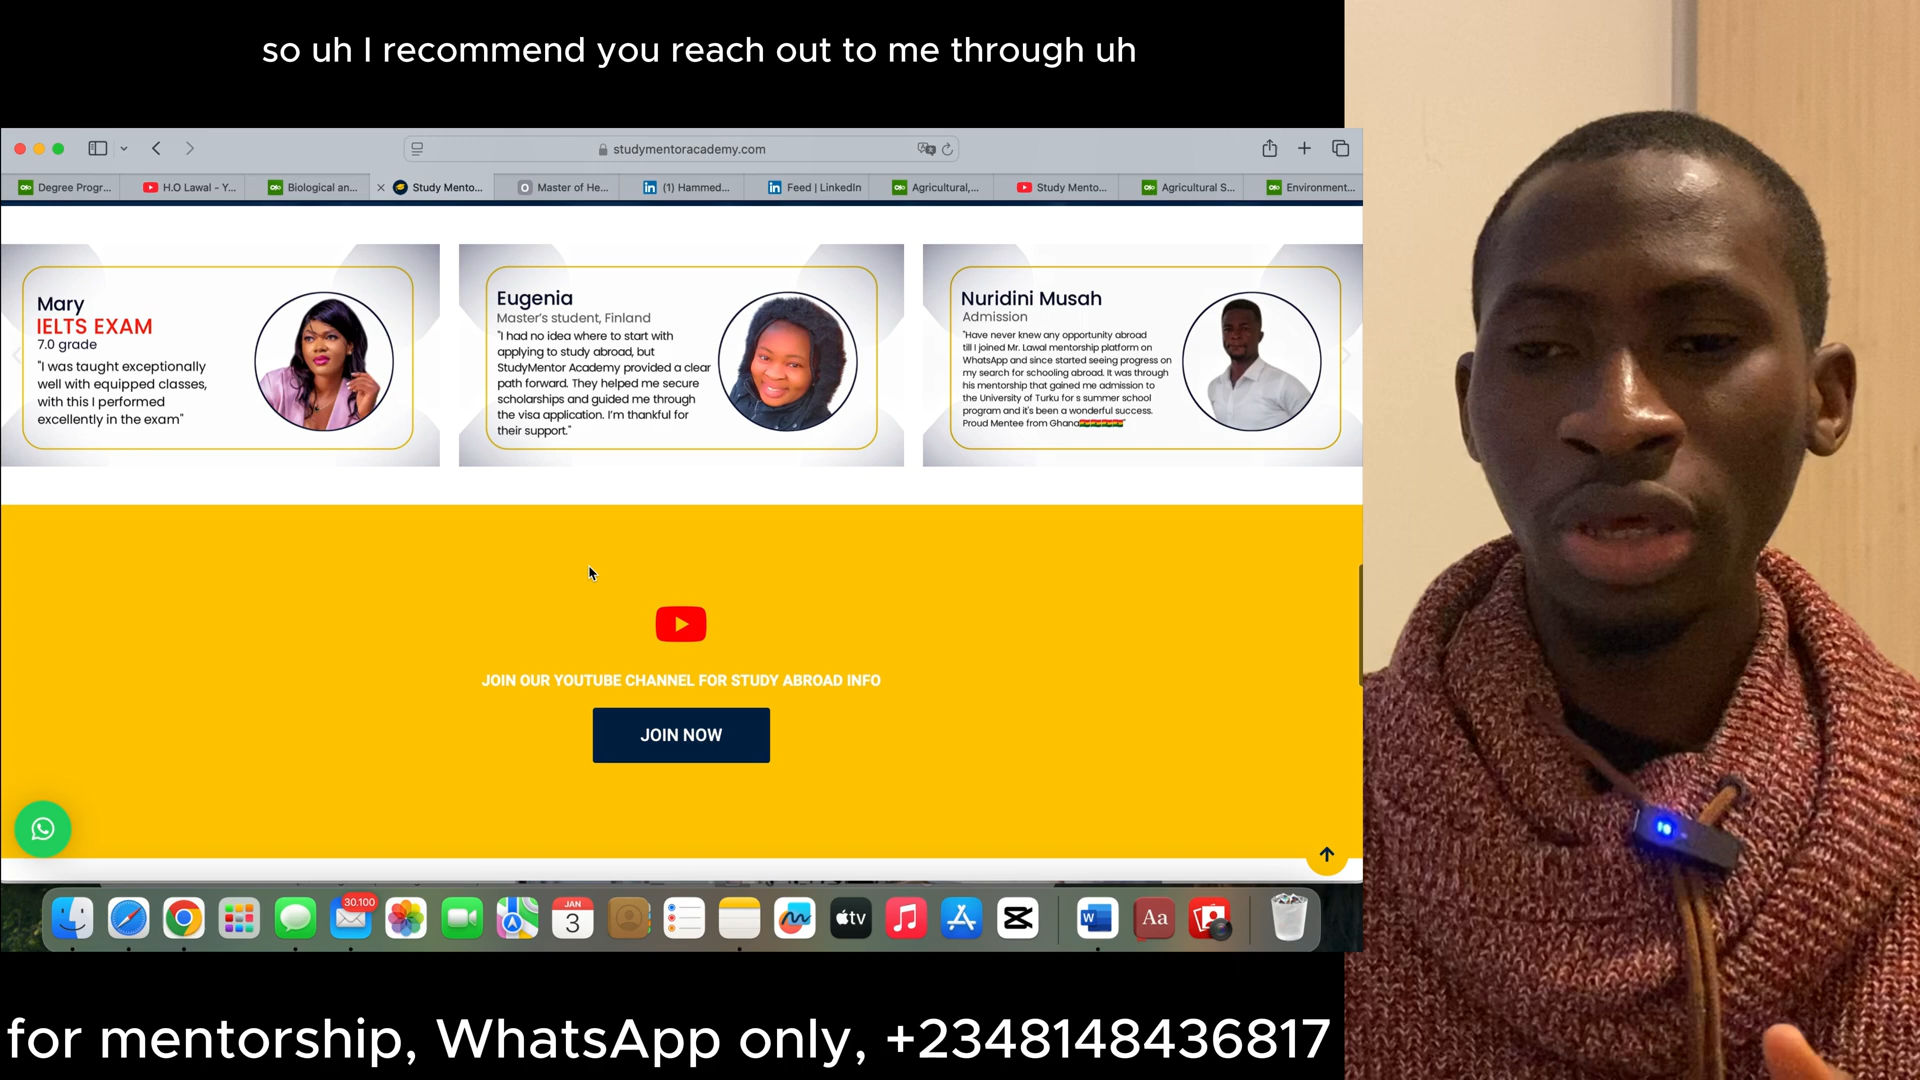 so uh I recommend you reach out to me through uh
studymentoracademy.com
Degree Progr...
H.O Lawal - Y...
Biological an...
Study Mento...
Master of He...
(1) Hammed...
Feed | LinkedIn
Agricultural,...
Study Mento...
Agricultural S...
Environment...
Mary
IELTS EXAM
7.0 grade
"I was taught exceptionally
well with equipped classes,
with this I performed
excellently in the exam"
Eugenia
Master's student, Finland
"I had no idea where to start with
applying to study abroad, but
StudyMentor Academy provided a clear
path forward. They helped me secure
scholarships and guided me through
the visa application. I'm thankful for
their support."
Nuridini Musah
Admission
"Have never knew any opportunity abroad
till I joined Mr. Lawal mentorship platform on
WhatsApp and since started seeing progress on
my search for schooling abroad. It was through
his mentorship that gained me admission to
the University of Turku for s summer school
program and it's been a wonderful success.
Proud Mentee from Ghana🇬🇭🇬🇭🇬🇭🇬🇭"
JOIN OUR YOUTUBE CHANNEL FOR STUDY ABROAD INFO
JOIN NOW
30.100
JAN
3
tv
W
Aa
for mentorship, WhatsApp only, +2348148436817